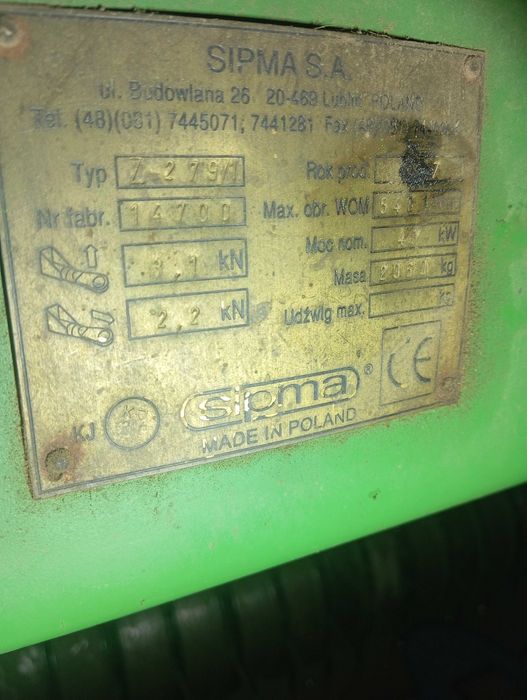 SIPMA S.A.
ul. Budowlana 26 20-469 Lublin POLAND
Tel. (48)(081) 7445071, 7441281 Fax
Typ Z 279/1
Nr fabr. 14700
kN
2,2 kN
KJ
Rok prod.
Max. obr. WOM
Moc nom. kW
Masa kg
Udźwig max. kg
sipma®
CE
MADE IN POLAND